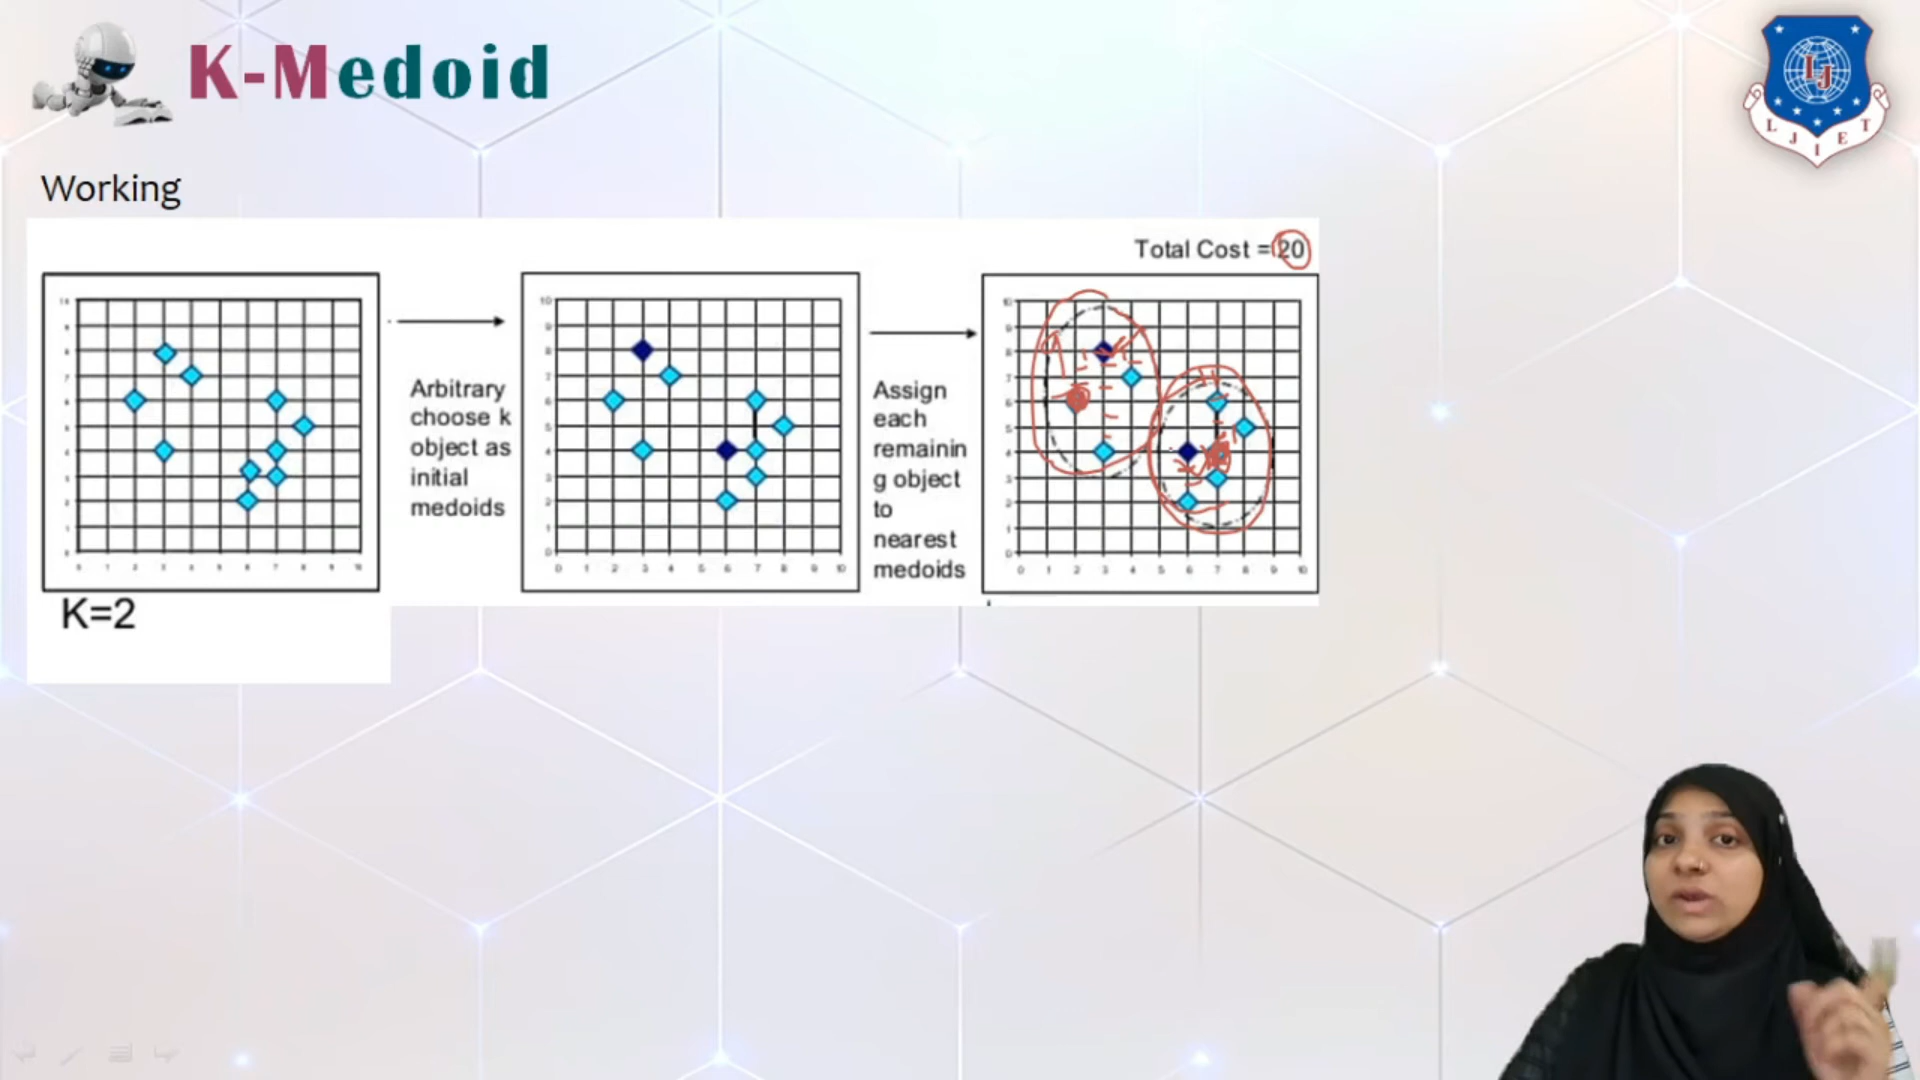 K-Medoid
L J I E T
Working
Total Cost = 20
Arbitrary
choose k
object as
initial
medoids
Assign
each
remainin
g object
to
nearest
medoids
K=2